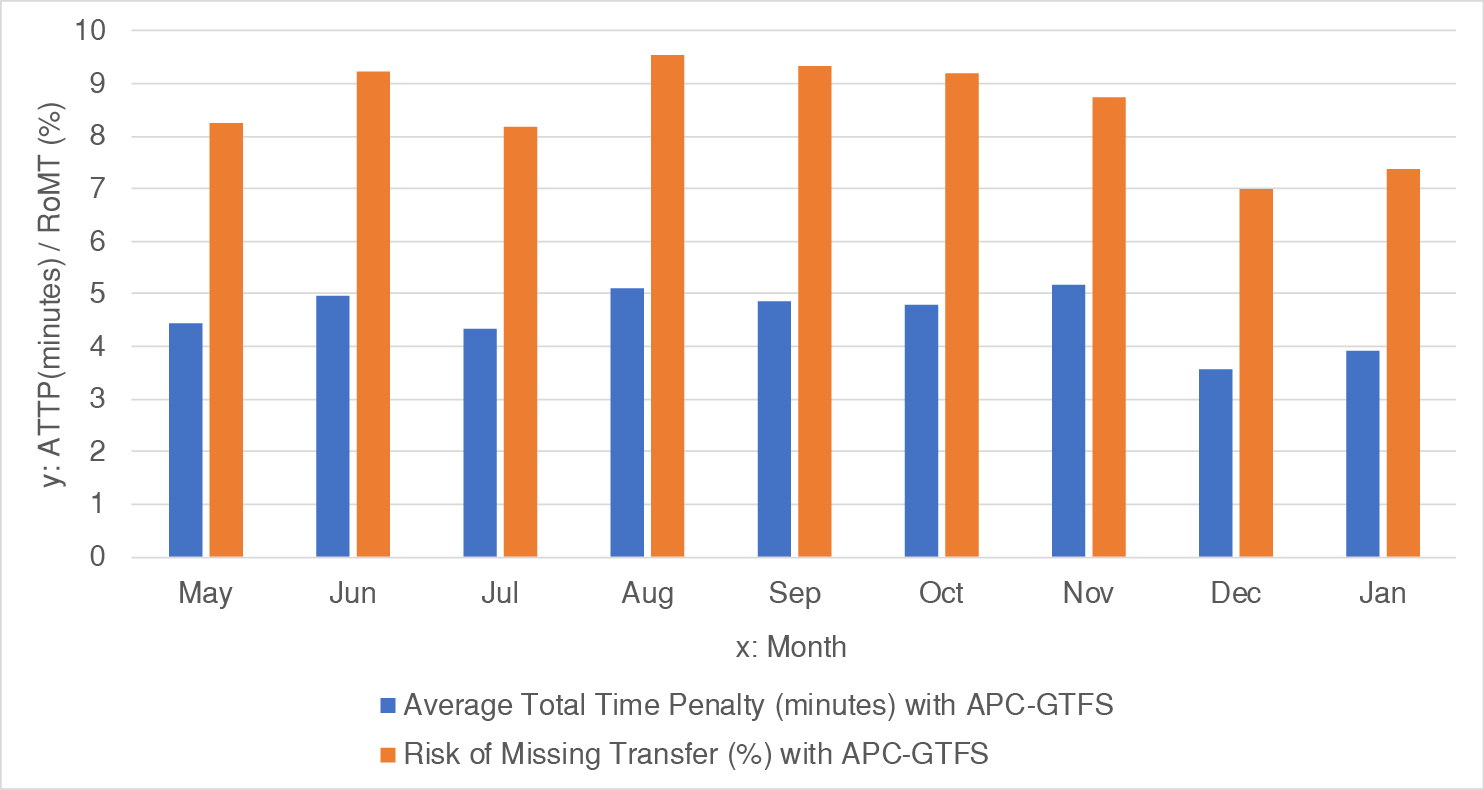 10
9
8
7
6
5
4
3
2
1
0
y: ATTP(minutes) / RoMT (%)
May Jun Jul Aug Sep Oct Nov Dec Jan
x: Month
Average Total Time Penalty (minutes) with APC-GTFS
Risk of Missing Transfer (%) with APC-GTFS